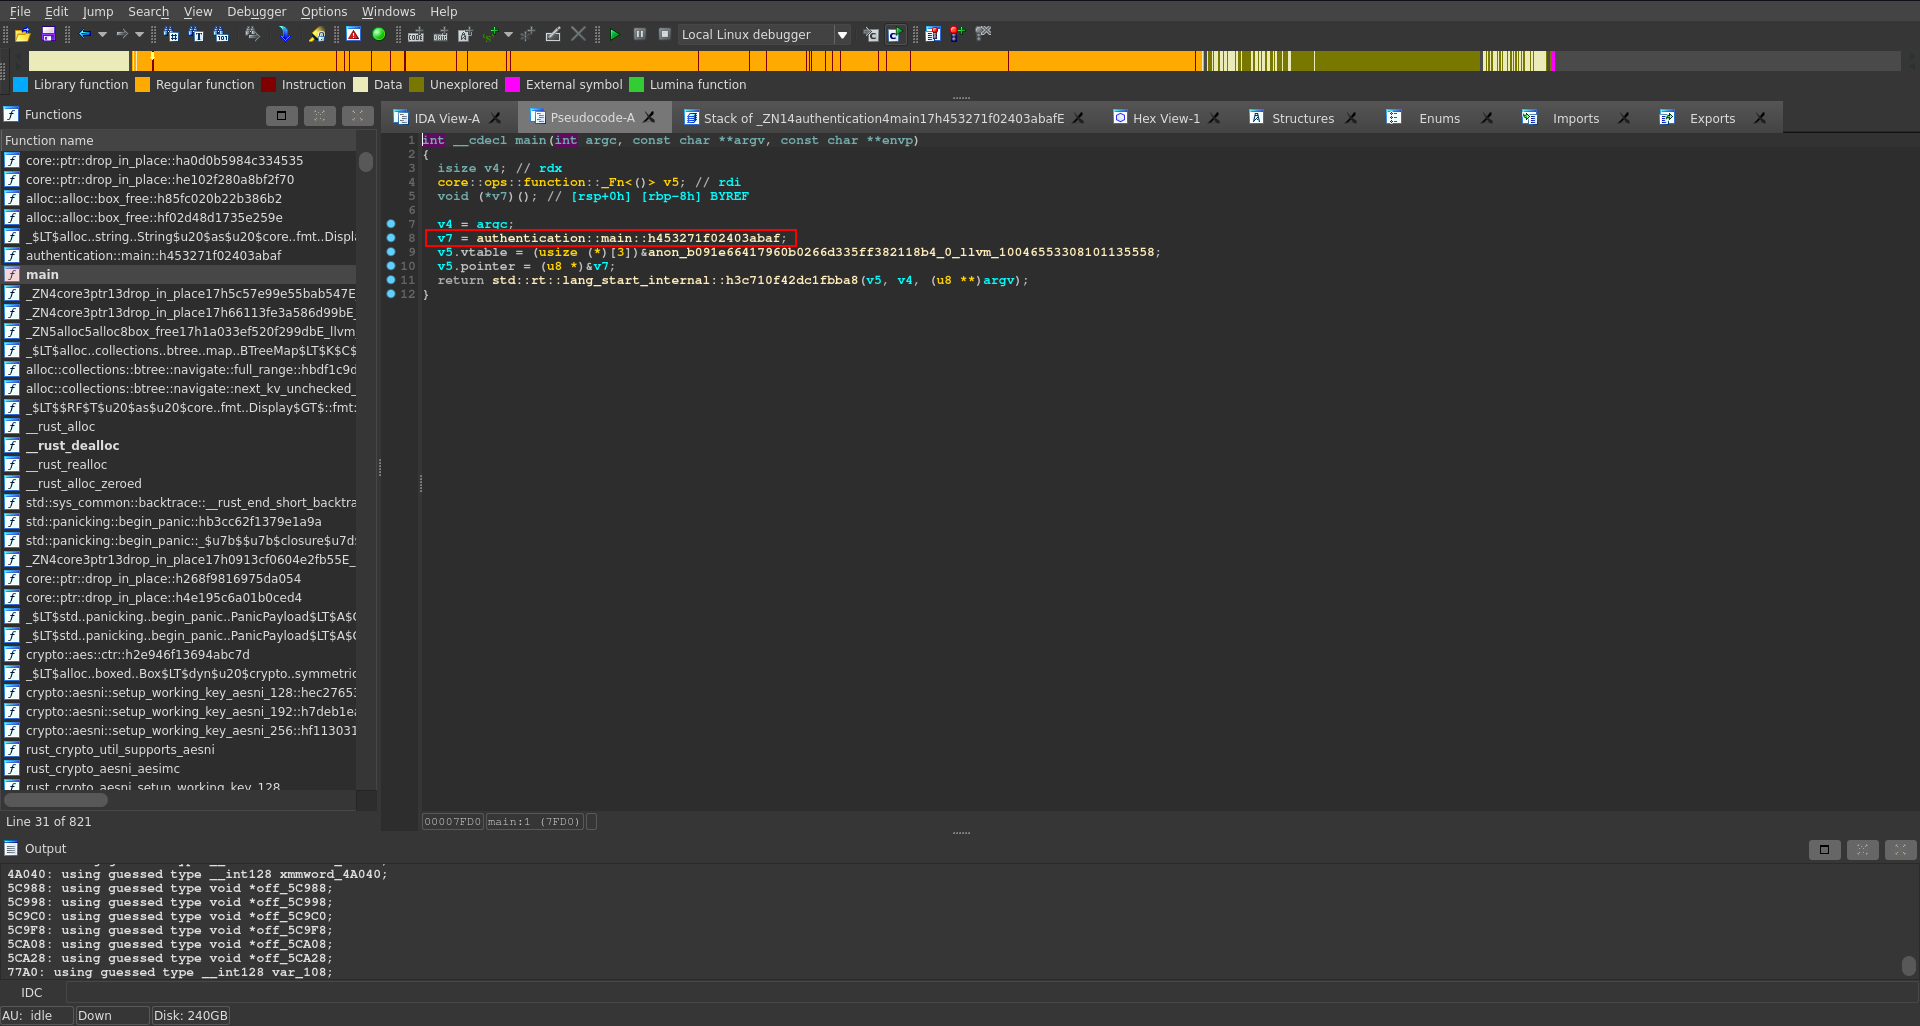 File Edit Jump Search View Debugger Options Windows Help
Local Linux debugger
Library function Regular function Instruction Data Unexplored External symbol Lumina function
Functions
Function name
core::ptr::drop_in_place::ha0d0b5984c334535
core::ptr::drop_in_place::he102f280a8bf2f70
alloc::alloc::box_free::h85fc020b22b386b2
alloc::alloc::box_free::hf02d48d1735e259e
_$LT$alloc..string..String$u20$as$u20$core..fmt..Displ
authentication::main::h453271f02403abaf
main
_ZN4core3ptr13drop_in_place17h5c57e99e55bab547E
_ZN4core3ptr13drop_in_place17h66113fe3a586d99bE_
_ZN5alloc5alloc8box_free17h1a033ef520f299dbE_llvm
_$LT$alloc..collections..btree..map..BTreeMap$LT$K$C$
alloc::collections::btree::navigate::full_range::hbdf1c9d
alloc::collections::btree::navigate::next_kv_unchecked_
_$LT$$RF$T$u20$as$u20$core..fmt..Display$GT$::fmt:
__rust_alloc
__rust_dealloc
__rust_realloc
__rust_alloc_zeroed
std::sys_common::backtrace::__rust_end_short_backtra
std::panicking::begin_panic::hb3cc62f1379e1a9a
std::panicking::begin_panic::_$u7b$$u7b$closure$u7d
_ZN4core3ptr13drop_in_place17h0913cf0604e2fb55E_
core::ptr::drop_in_place::h268f9816975da054
core::ptr::drop_in_place::h4e195c6a01b0ced4
_$LT$std..panicking..begin_panic..PanicPayload$LT$A$
_$LT$std..panicking..begin_panic..PanicPayload$LT$A$
crypto::aes::ctr::h2e946f13694abc7d
_$LT$alloc..boxed..Box$LT$dyn$u20$crypto..symmetric
crypto::aesni::setup_working_key_aesni_128::hec2765
crypto::aesni::setup_working_key_aesni_192::h7deb1e
crypto::aesni::setup_working_key_aesni_256::hf113031
rust_crypto_util_supports_aesni
rust_crypto_aesni_aesimc
rust_crypto_aesni_setup_working_key_128
Line 31 of 821
IDA View-A Pseudocode-A Stack of _ZN14authentication4main17h453271f02403abafE Hex View-1 Structures Enums Imports Exports
1 int __cdecl main(int argc, const char **argv, const char **envp)
2 {
3 isize v4; // rdx
4 core::ops::function::_Fn<()> v5; // rdi
5 void (*v7)(); // [rsp+0h] [rbp-8h] BYREF
6
7 v4 = argc;
8 v7 = authentication::main::h453271f02403abaf;
9 v5.vtable = (usize (*)[3])&anon_b091e66417960b0266d335ff382118b4_0_llvm_10046553308101135558;
10 v5.pointer = (u8 *)&v7;
11 return std::rt::lang_start_internal::h3c710f42dc1fbba8(v5, v4, (u8 **)argv);
12 }
00007FD0 main:1 (7FD0)
Output
4A040: using guessed type __int128 xmmword_4A040;
5C988: using guessed type void *off_5C988;
5C998: using guessed type void *off_5C998;
5C9C0: using guessed type void *off_5C9C0;
5C9F8: using guessed type void *off_5C9F8;
5CA08: using guessed type void *off_5CA08;
5CA28: using guessed type void *off_5CA28;
77A0: using guessed type __int128 var_108;
IDC
AU: idle Down Disk: 240GB